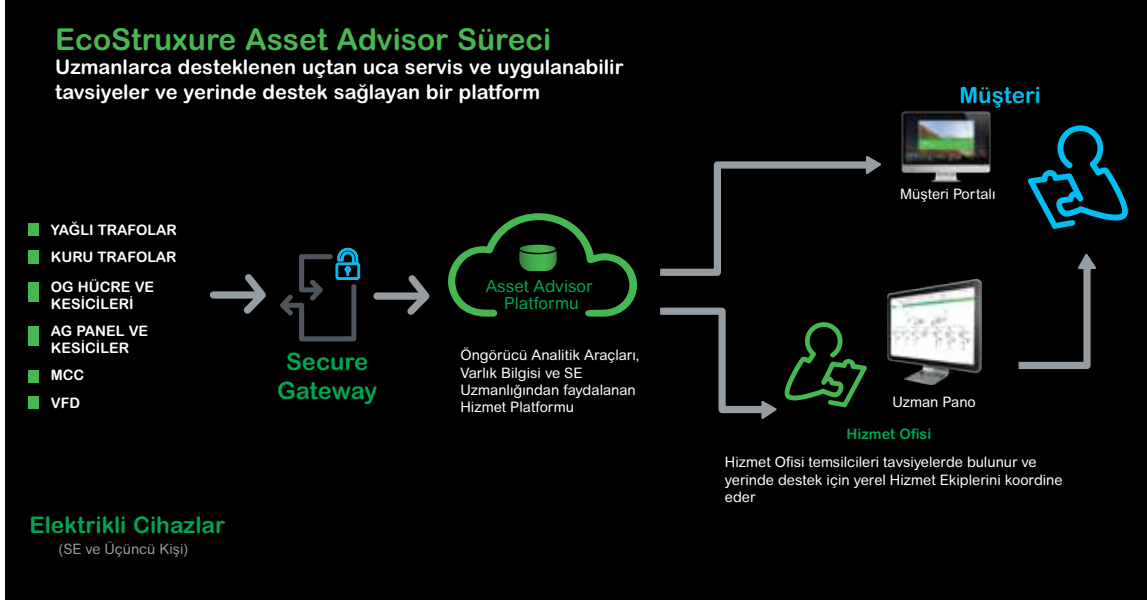 EcoStruxure Asset Advisor Süreci
Uzmanlarca desteklenen uçtan uca servis ve uygulanabilir
tavsiyeler ve yerinde destek sağlayan bir platform
Müşteri
Müşteri Portalı
YAĞLI TRAFOLAR
KURU TRAFOLAR
OG HÜCRE VE
KESİCİLERİ
AG PANEL VE
KESİCİLER
MCC
VFD
Secure
Gateway
Asset Advisor
Platformu
Öngörücü Analitik Araçları,
Varlık Bilgisi ve SE
Uzmanlığından faydalanan
Hizmet Platformu
Uzman Pano
Hizmet Ofisi
Hizmet Ofisi temsilcileri tavsiyelerde bulunur ve
yerinde destek için yerel Hizmet Ekiplerini koordine
eder
Elektrikli Cihazlar
(SE ve Üçüncü Kişi)